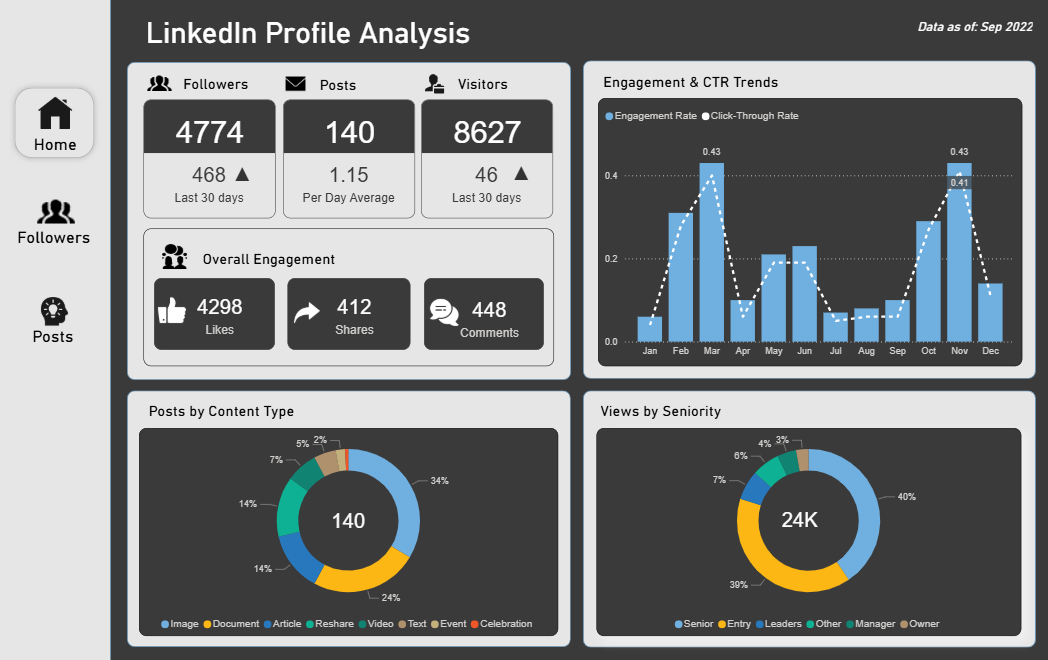 LinkedIn Profile Analysis
Data as of: Sep 2022
Home
Followers
Posts
Followers
Posts
Visitors
4774
140
8627
468 ▲
1.15
46 ▲
Last 30 days
Per Day Average
Last 30 days
Overall Engagement
4298
Likes
412
Shares
448
Comments
Engagement & CTR Trends
Engagement Rate Click-Through Rate
0.43
0.43
0.41
0.4
0.2
0.0
Jan Feb Mar Apr May Jun Jul Aug Sep Oct Nov Dec
Posts by Content Type
34%
24%
14%
14%
7%
5%
2%
140
Image Document Article Reshare Video Text Event Celebration
Views by Seniority
40%
39%
7%
6%
4%
3%
24K
Senior Entry Leaders Other Manager Owner